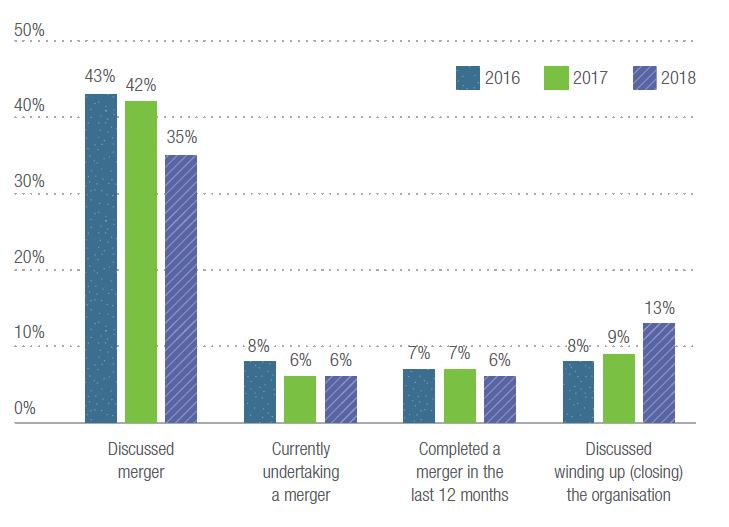 50%
2016 2017 2018
43% 42%
40%
35%
30%
20%
13%
10%
8% 6% 6% 7% 7% 6% 8% 9%
0%
Discussed
merger
Currently
undertaking
a merger
Completed a
merger in the
last 12 months
Discussed
winding up (closing)
the organisation